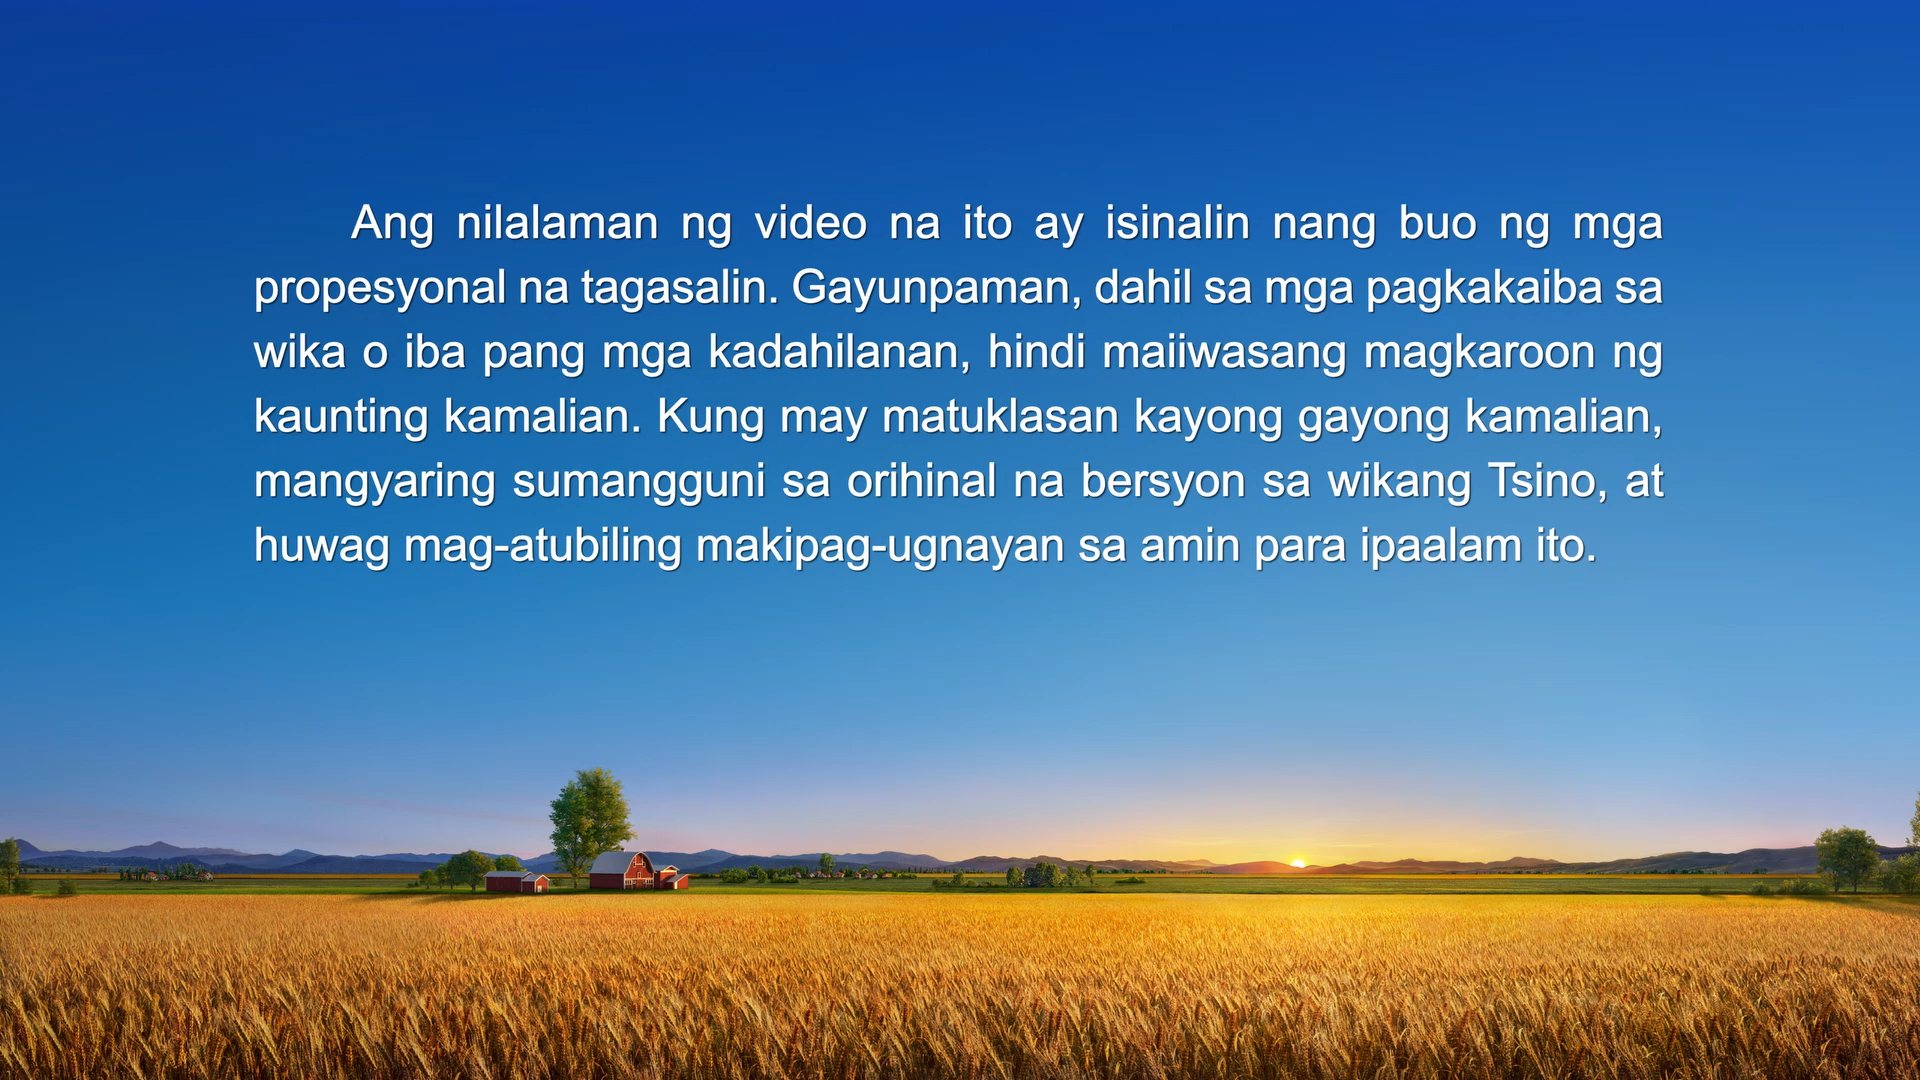 Ang nilalaman ng video na ito ay isinalin nang buo ng mga
propesyonal na tagasalin. Gayunpaman, dahil sa mga pagkakaiba sa
wika o iba pang mga kadahilanan, hindi maiiwasang magkaroon ng
kaunting kamalian. Kung may matuklasan kayong gayong kamalian,
mangyaring sumangguni sa orihinal na bersyon sa wikang Tsino, at
huwag mag-atubiling makipag-ugnayan sa amin para ipaalam ito.